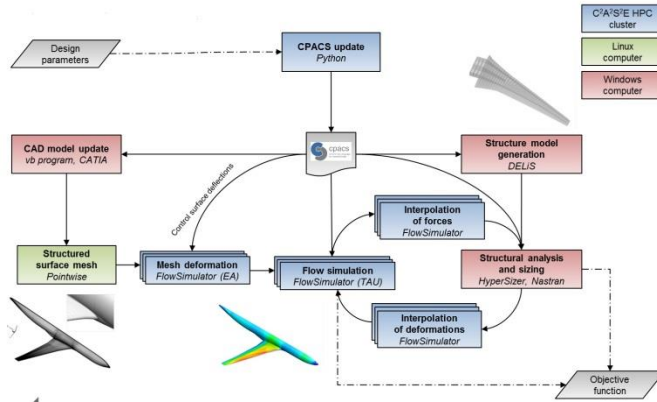 C²A²S²E HPC
cluster
Linux
computer
Windows
computer
Design
parameters
CPACS update
Python
CAD model update
vb program, CATIA
cpacs
Structure model
generation
DELiS
Control surface deflections
Interpolation
of forces
FlowSimulator
Structured
surface mesh
Pointwise
Mesh deformation
FlowSimulator (EA)
Flow simulation
FlowSimulator (TAU)
Structural analysis
and sizing
HyperSizer, Nastran
Interpolation
of deformations
FlowSimulator
Objective
function